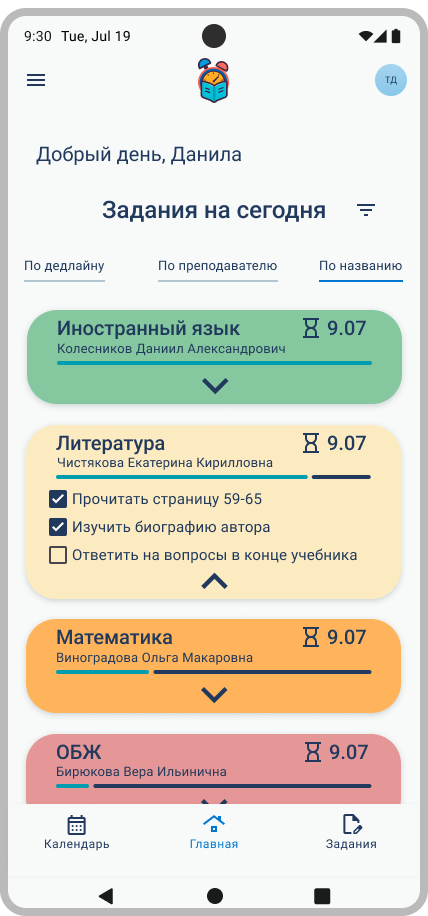 9:30 Tue, Jul 19
ТД
Добрый день, Данила
Задания на сегодня
По дедлайну По преподавателю По названию
Иностранный язык 9.07
Колесников Даниил Александрович
Литература 9.07
Чистякова Екатерина Кирилловна
Прочитать страницу 59-65
Изучить биографию автора
Ответить на вопросы в конце учебника
Математика 9.07
Виноградова Ольга Макаровна
ОБЖ 9.07
Бирюкова Вера Ильинична
Календарь Главная Задания